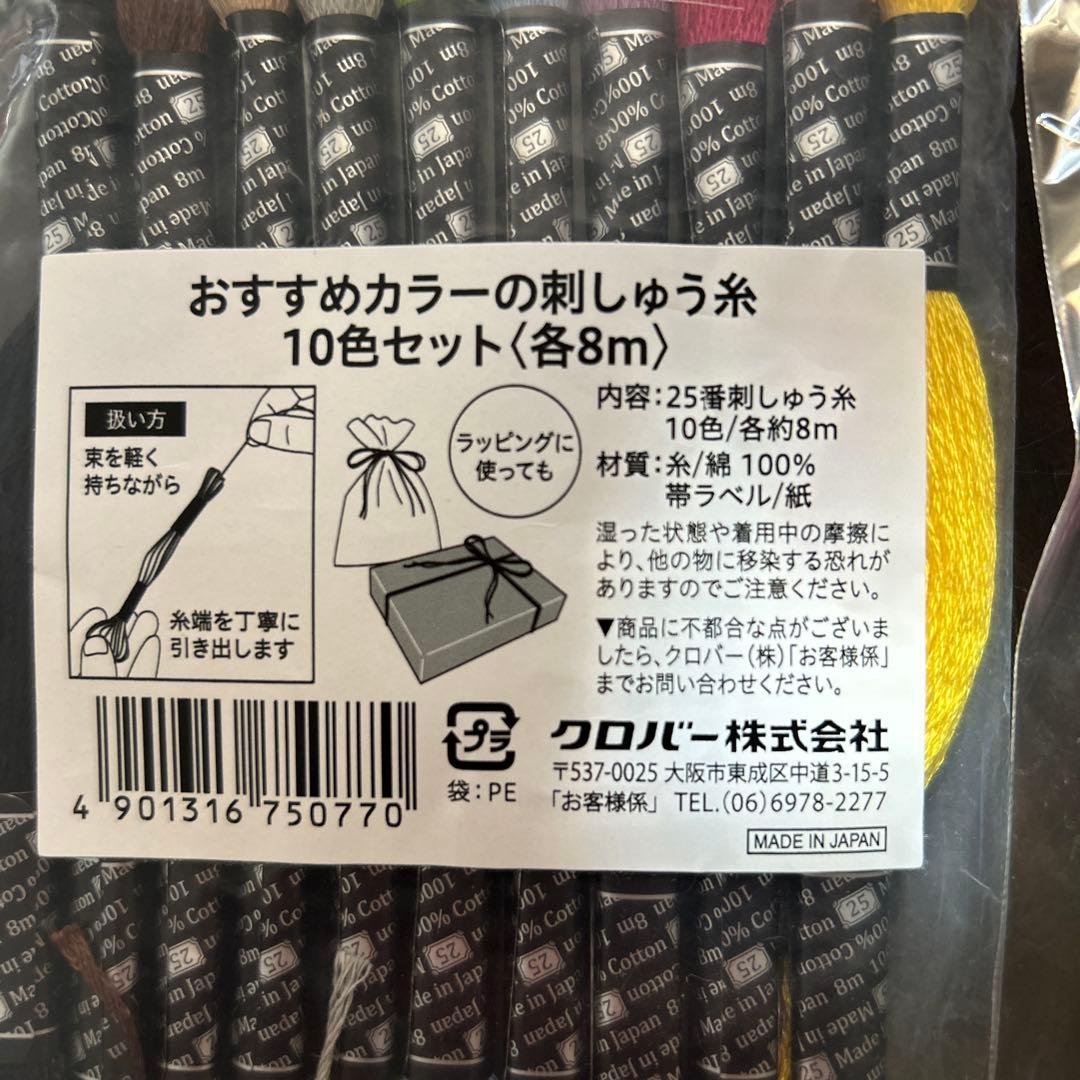 おすすめカラーの刺しゅう糸
10色セット〈各8m〉
扱い方
束を軽く
持ちながら
糸端を丁寧に
引き出します
ラッピングに
使っても
内容：25番刺しゅう糸
10色/各約8m
材質：糸/綿 100%
帯ラベル/紙
湿った状態や着用中の摩擦に
より、他の物に移染する恐れが
ありますのでご注意ください。
▼商品に不都合な点がございま
したら、クロバー(株)「お客様係」
までお問い合わせください。
4 901316 750770
プラ
袋：PE
クロバー株式会社
〒537-0025 大阪市東成区中道3-15-5
「お客様係」 TEL.(06)6978-2277
MADE IN JAPAN